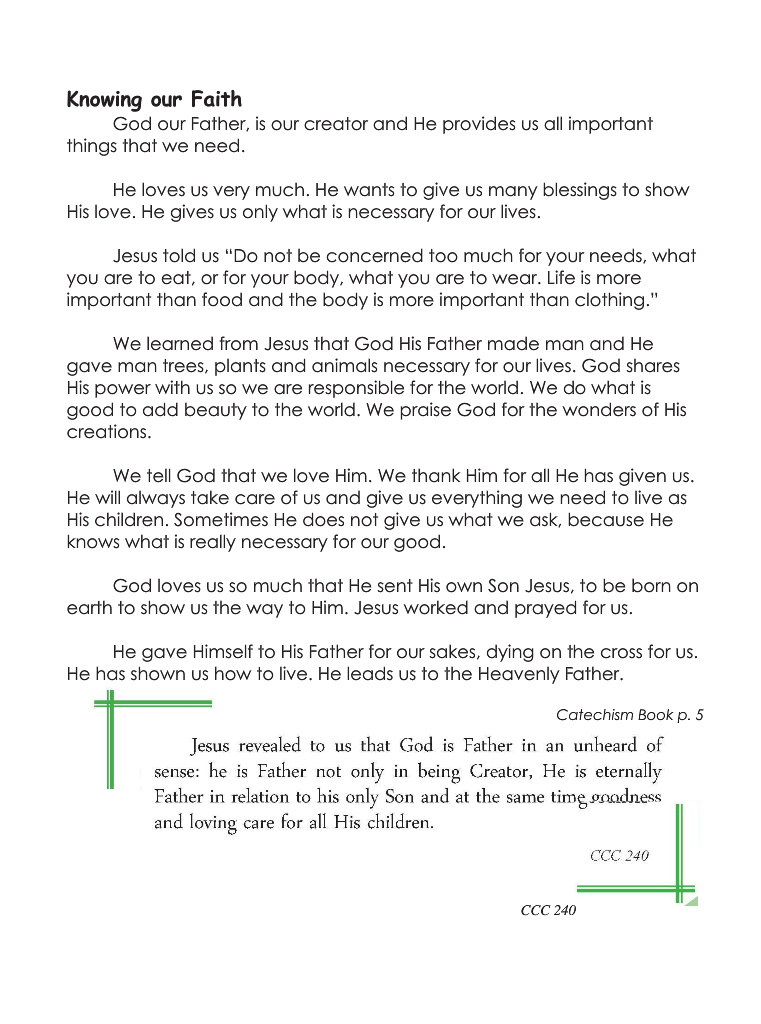 Knowing our Faith
God our Father, is our creator and He provides us all important
things that we need.
He loves us very much. He wants to give us many blessings to show
His love. He gives us only what is necessary for our lives.
Jesus told us “Do not be concerned too much for your needs, what
you are to eat, or for your body, what you are to wear. Life is more
important than food and the body is more important than clothing.”
We learned from Jesus that God His Father made man and He
gave man trees, plants and animals necessary for our lives. God shares
His power with us so we are responsible for the world. We do what is
good to add beauty to the world. We praise God for the wonders of His
creations.
We tell God that we love Him. We thank Him for all He has given us.
He will always take care of us and give us everything we need to live as
His children. Sometimes He does not give us what we ask, because He
knows what is really necessary for our good.
God loves us so much that He sent His own Son Jesus, to be born on
earth to show us the way to Him. Jesus worked and prayed for us.
He gave Himself to His Father for our sakes, dying on the cross for us.
He has shown us how to live. He leads us to the Heavenly Father.
Catechism Book p. 5
Jesus revealed to us that God is Father in an unheard of
sense: he is Father not only in being Creator, He is eternally
Father in relation to his only Son and at the same time goodness
and loving care for all His children.
CCC 240
CCC 240